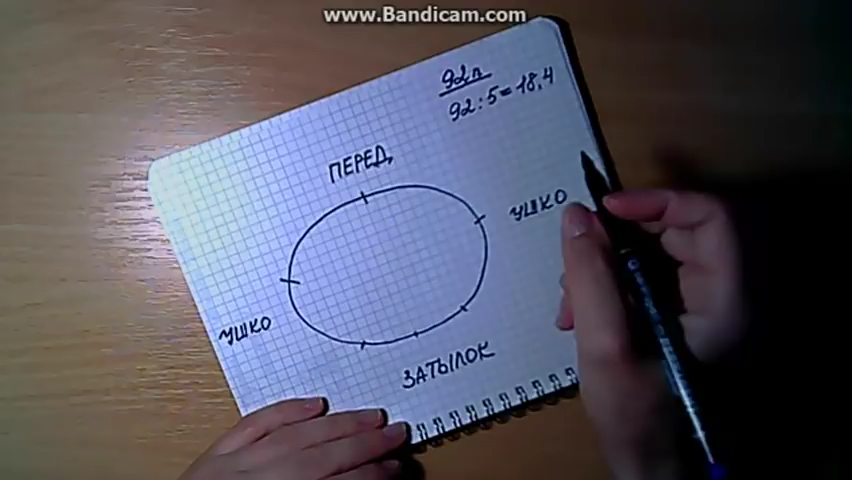 www.Bandicam.com
92п
92:5=18,4
ПЕРЕД,
УШКО
УШКО
ЗАТЫЛОК